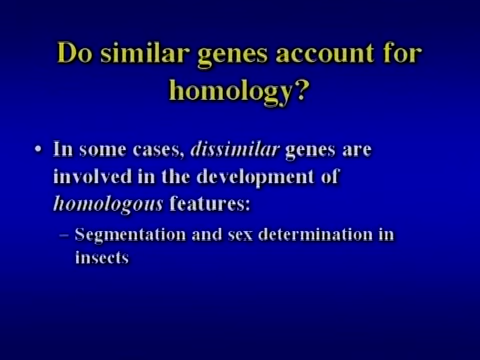 Do similar genes account for
homology?
• In some cases, dissimilar genes are
involved in the development of
homologous features:
– Segmentation and sex determination in
insects